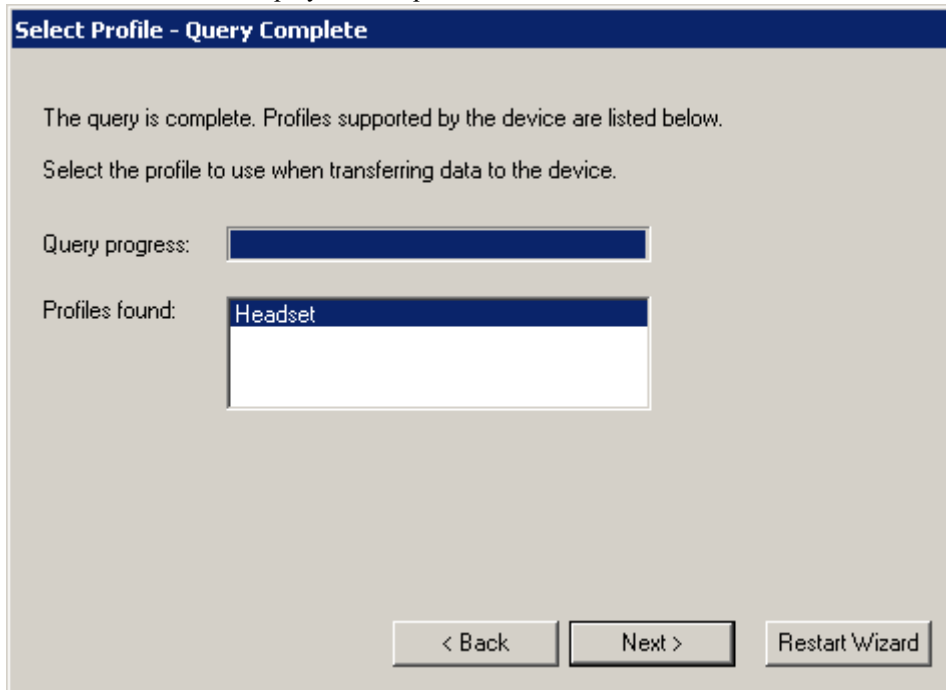 Select Profile - Query Complete
The query is complete. Profiles supported by the device are listed below.
Select the profile to use when transferring data to the device.
Query progress:
Profiles found:
Headset
< Back
Next >
Restart Wizard